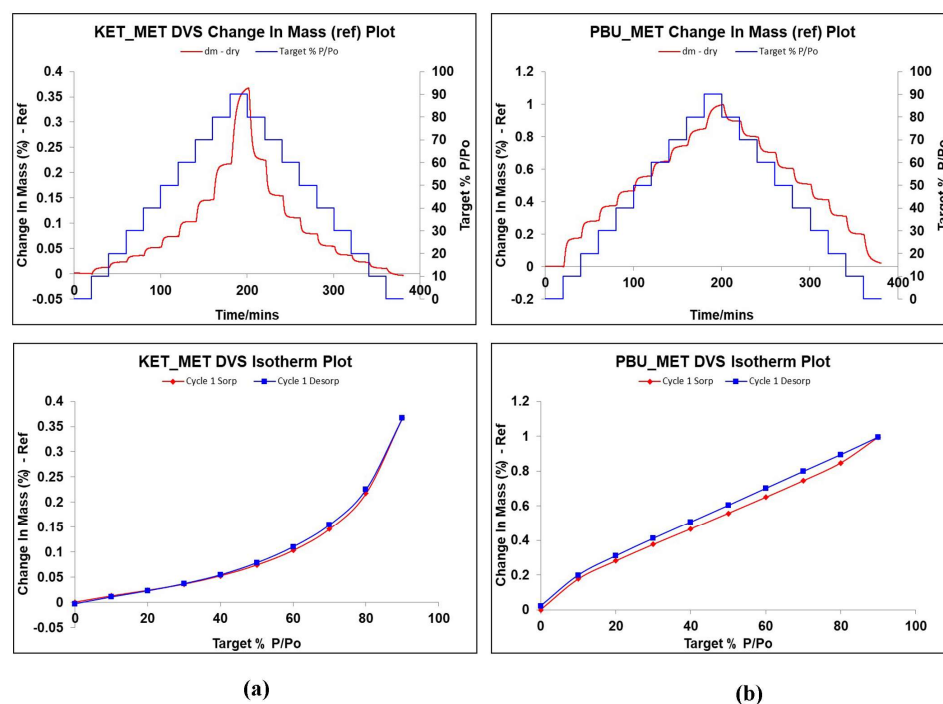 KET_MET DVS Change In Mass (ref) Plot
dm - dry Target % P/Po
Change In Mass (%) - Ref
0.4
0.35
0.3
0.25
0.2
0.15
0.1
0.05
0
-0.05
100
90
80
70
60
50
40
30
20
10
0
Target % P/Po
0 100 200 300 400
Time/mins
PBU_MET DVS Change In Mass (ref) Plot
dm - dry Target % P/Po
Change In Mass (%) - Ref
1.2
1
0.8
0.6
0.4
0.2
0
-0.2
100
90
80
70
60
50
40
30
20
10
0
Target % P/Po
0 100 200 300 400
Time/mins
KET_MET DVS Isotherm Plot
Cycle 1 Sorp Cycle 1 Desorp
Change In Mass (%) - Ref
0.4
0.35
0.3
0.25
0.2
0.15
0.1
0.05
0
-0.05
0 20 40 60 80 100
Target % P/Po
PBU_MET DVS Isotherm Plot
Cycle 1 Sorp Cycle 1 Desorp
Change In Mass (%) - Ref
1.2
1
0.8
0.6
0.4
0.2
0
0 20 40 60 80 100
Target % P/Po
(a)
(b)